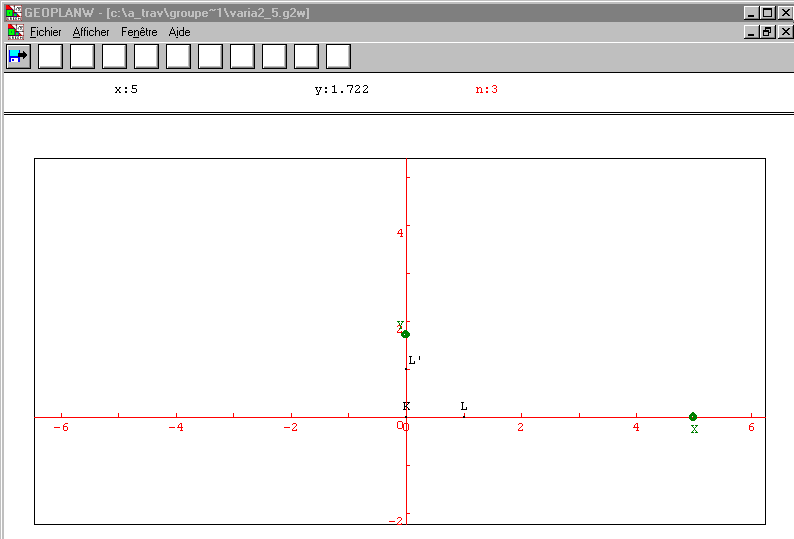 GEOPLANW - [c:\a_trav\groupe~1\varia2_5.g2w]
Fichier Afficher Fenêtre Aide
x:5 y:1.722 n:3
4
Y
L'
K L
0
-6 -4 -2 0 2 4 6
X
-2